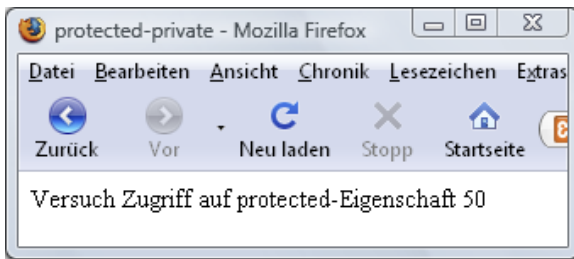 protected-private - Mozilla Firefox
Datei Bearbeiten Ansicht Chronik Lesezeichen Extras
Zurück Vor Neu laden Stopp Startseite
Versuch Zugriff auf protected-Eigenschaft 50